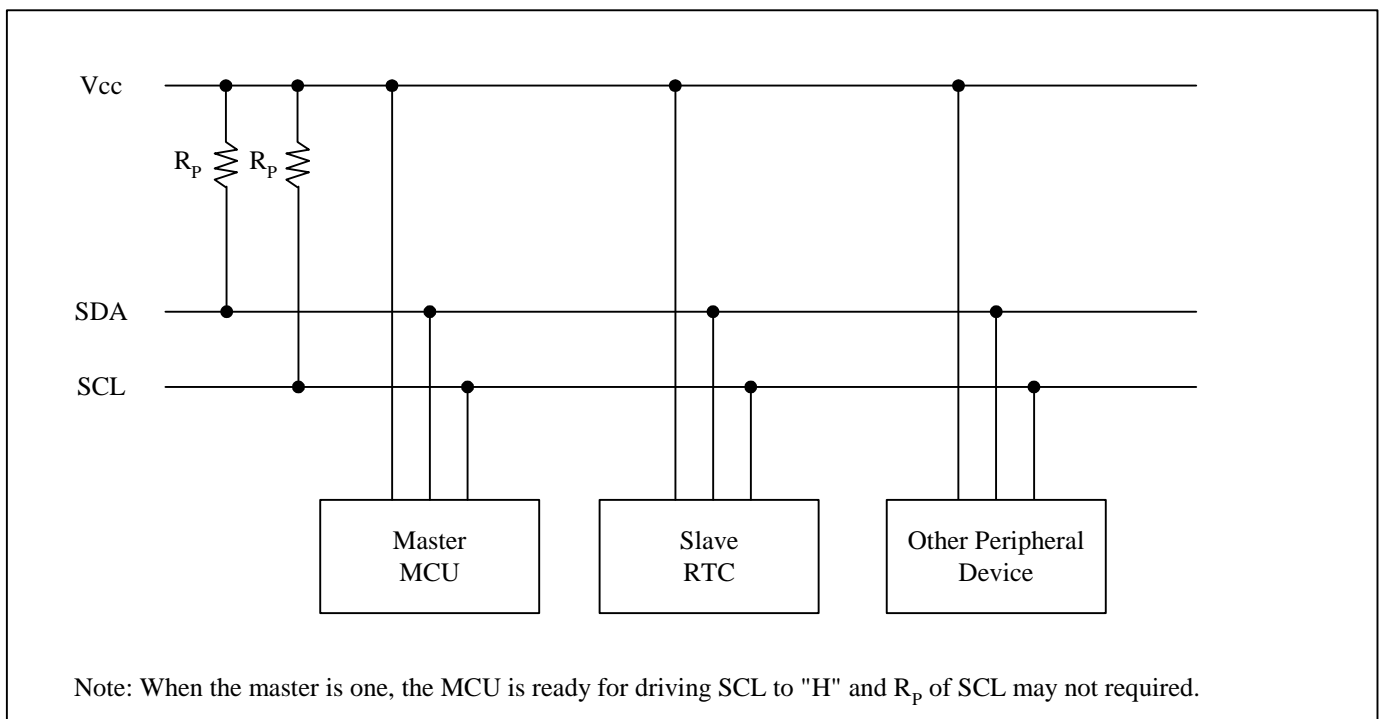 Vcc
R_P R_P
SDA
SCL
Master
MCU
Slave
RTC
Other Peripheral
Device
Note: When the master is one, the MCU is ready for driving SCL to "H" and R_P of SCL may not required.